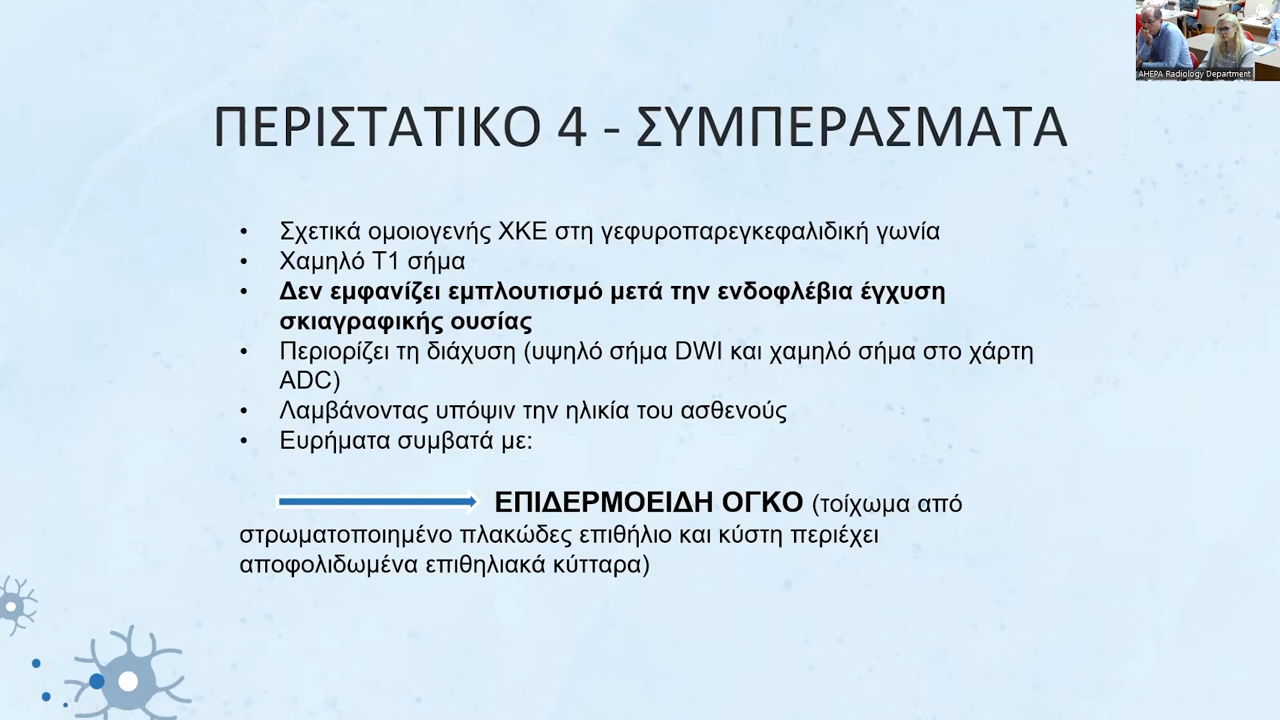 AHEPA Radiology Department
ΠΕΡΙΣΤΑΤΙΚΟ 4 - ΣΥΜΠΕΡΑΣΜΑΤΑ
• Σχετικά ομοιογενής ΧΚΕ στη γεφυροπαρεγκεφαλιδική γωνία
• Χαμηλό Τ1 σήμα
• Δεν εμφανίζει εμπλουτισμό μετά την ενδοφλέβια έγχυση
σκιαγραφικής ουσίας
• Περιορίζει τη διάχυση (υψηλό σήμα DWI και χαμηλό σήμα στο χάρτη
ADC)
• Λαμβάνοντας υπόψιν την ηλικία του ασθενούς
• Ευρήματα συμβατά με:
ΕΠΙΔΕΡΜΟΕΙΔΗ ΟΓΚΟ (τοίχωμα από
στρωματοποιημένο πλακώδες επιθήλιο και κύστη περιέχει
αποφολιδωμένα επιθηλιακά κύτταρα)